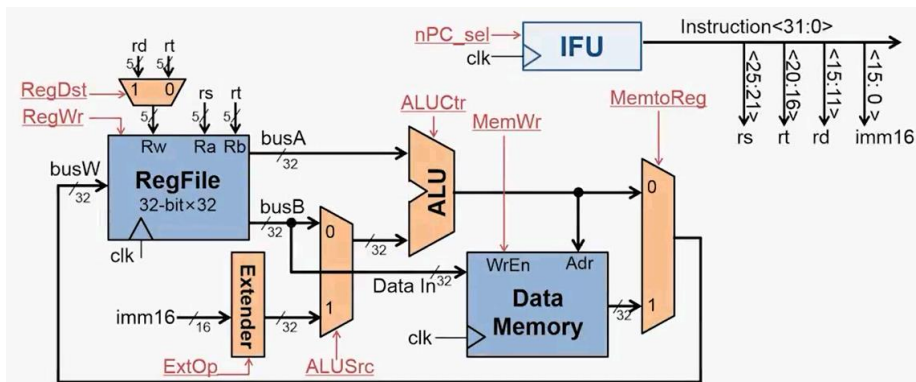 nPC_sel
clk
IFU
Instruction<31:0>
<25:21>
<20:16>
<15:11>
<15: 0>
rs
rt
rd
imm16
rd
rt
5
5
RegDst
1
0
RegWr
5
rs
rt
5
5
Rw
Ra
Rb
RegFile
32-bit×32
clk
busW
32
busA
32
busB
32
ALUCtr
MemWr
MemtoReg
ALU
0
1
32
Data In
32
WrEn
Adr
Data
Memory
clk
32
0
1
imm16
16
Extender
32
ExtOp
ALUSrc